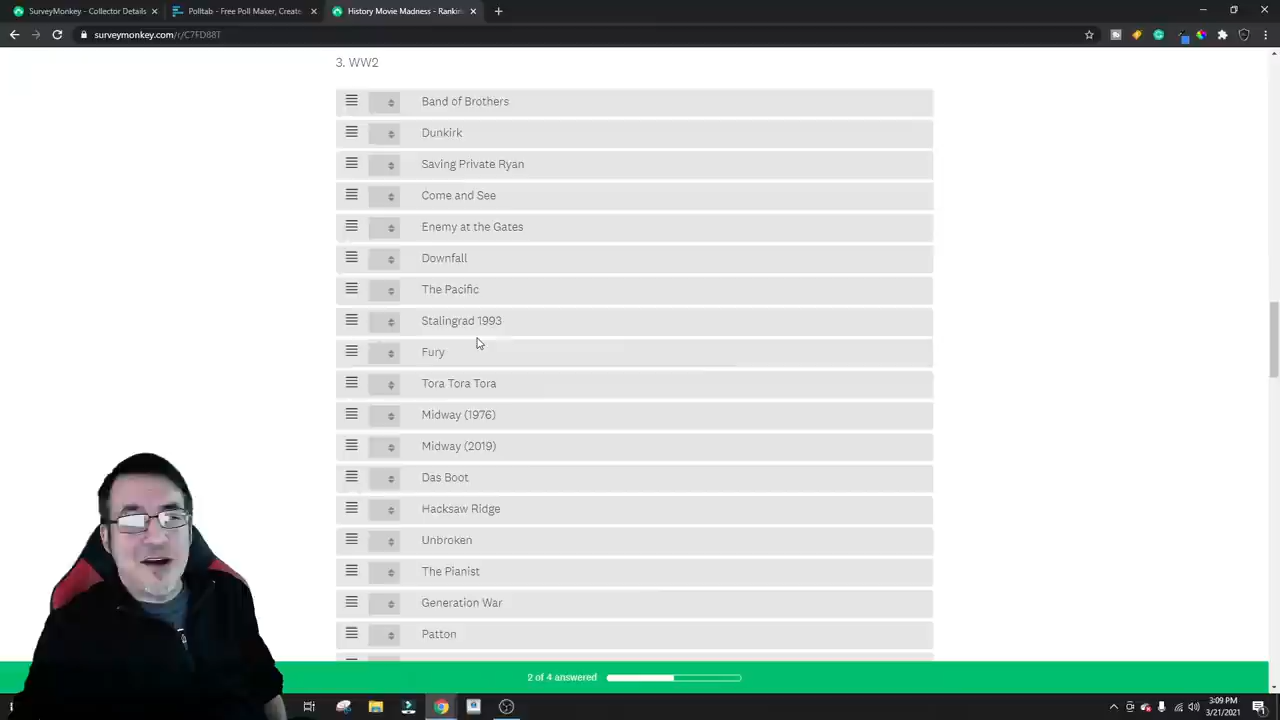 SurveyMonkey - Collector Details
Polltab - Free Poll Maker, Create
History Movie Madness - Rankin
surveymonkey.com/r/C7FD88T
3. WW2
Band of Brothers
Dunkirk
Saving Private Ryan
Come and See
Enemy at the Gates
Downfall
The Pacific
Stalingrad 1993
Fury
Tora Tora Tora
Midway (1976)
Midway (2019)
Das Boot
Hacksaw Ridge
Unbroken
The Pianist
Generation War
Patton
2 of 4 answered
3:09 PM
3/21/2021